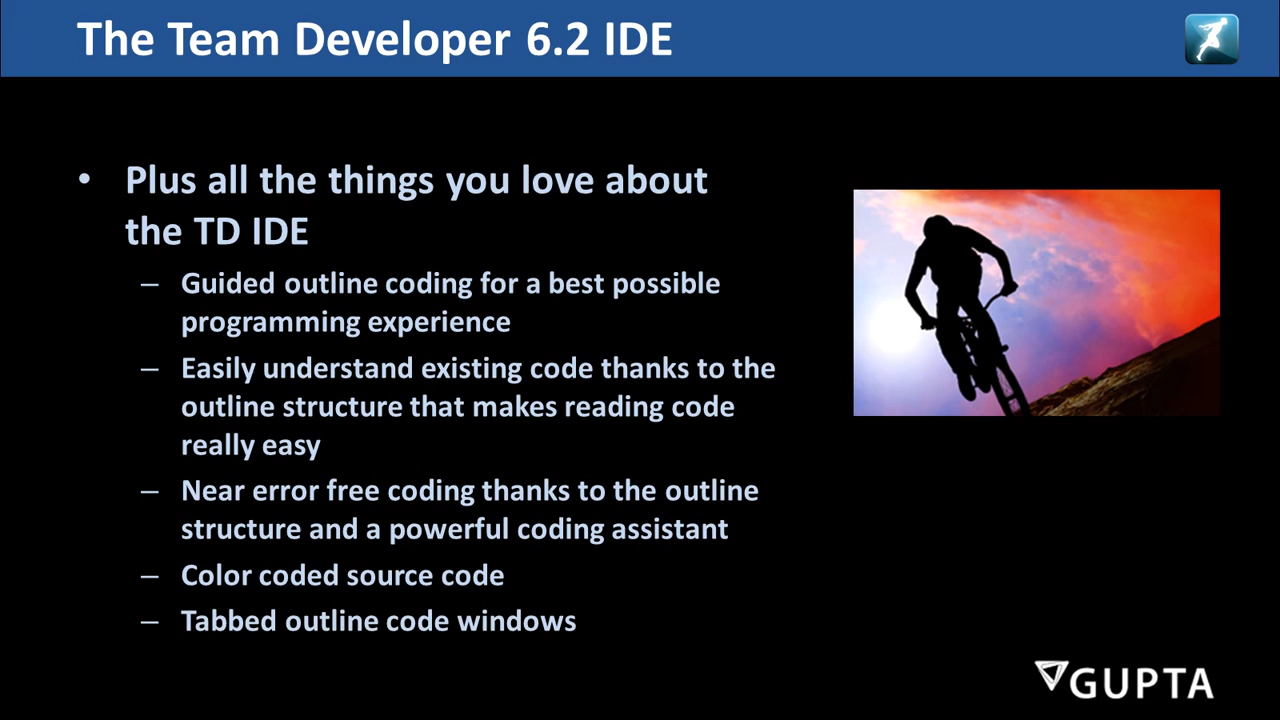 The Team Developer 6.2 IDE
• Plus all the things you love about
the TD IDE
– Guided outline coding for a best possible
programming experience
– Easily understand existing code thanks to the
outline structure that makes reading code
really easy
– Near error free coding thanks to the outline
structure and a powerful coding assistant
– Color coded source code
– Tabbed outline code windows
GUPTA